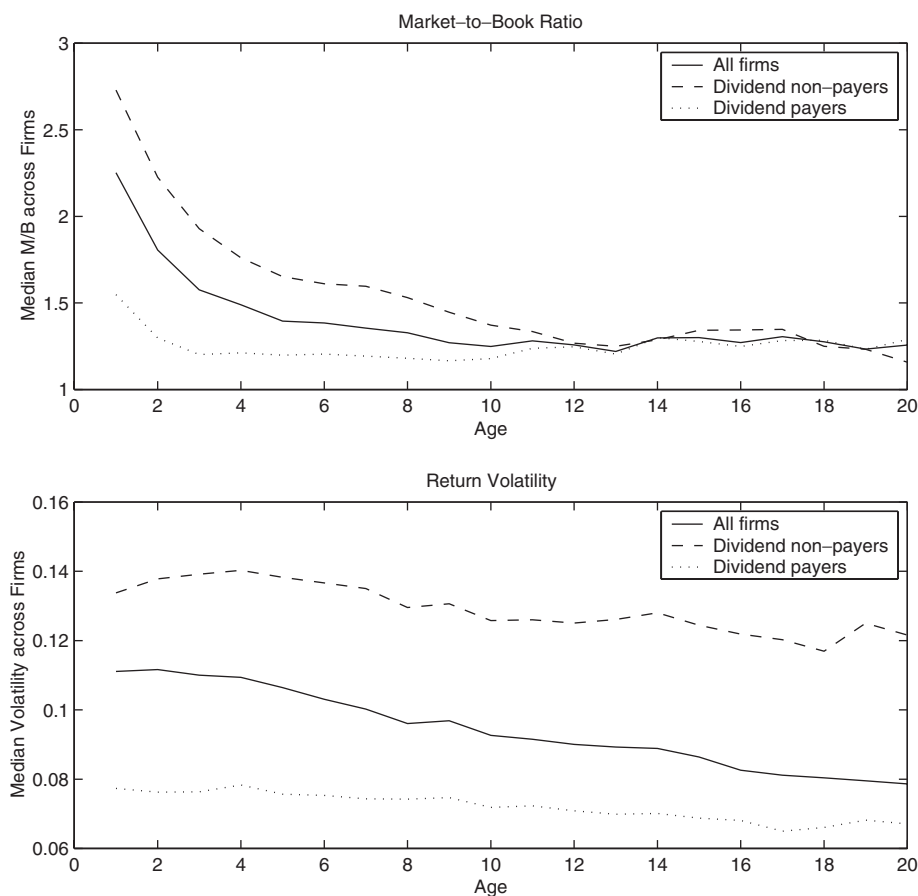 Market–to–Book Ratio
3
2.5
2
1.5
1
Median M/B across Firms
All firms
Dividend non–payers
Dividend payers
0 2 4 6 8 10 12 14 16 18 20
Age
Return Volatility
0.16
0.14
0.12
0.1
0.08
0.06
Median Volatility across Firms
All firms
Dividend non–payers
Dividend payers
0 2 4 6 8 10 12 14 16 18 20
Age